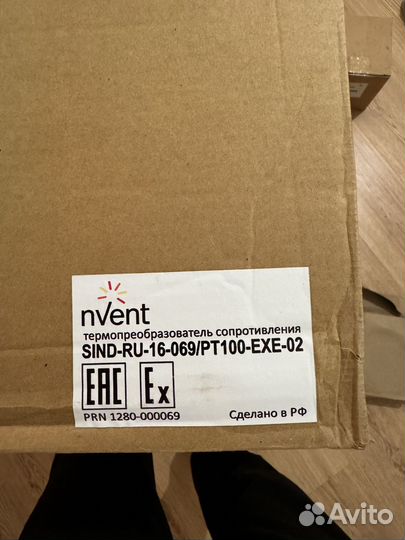 nVent
термопреобразователь сопротивления
SIND-RU-16-069/PT100-EXE-02
EAC Ex
PRN 1280-000069 Сделано в РФ
Avito